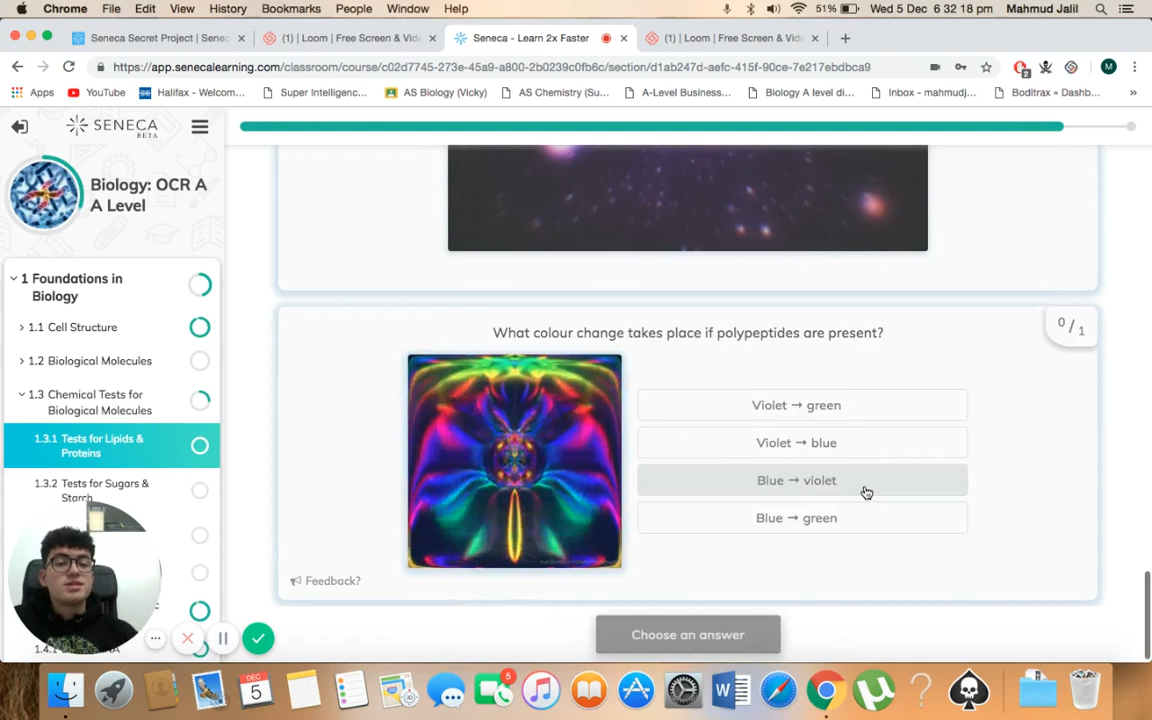 Chrome File Edit View History Bookmarks People Window Help 51% Wed 5 Dec 6:32:18 pm Mahmud Jalil
Seneca Secret Project | Senec
(1) | Loom | Free Screen & Vide
Seneca - Learn 2x Faster
(1) | Loom | Free Screen & Vide
https://app.senecalearning.com/classroom/course/c02d7745-273e-45a9-a800-2b0239c0fb6c/section/d1ab247d-aefc-415f-90ce-7e217ebdbca9
2
M
Apps YouTube Halifax - Welcom... Super Intelligenc... AS Biology (Vicky) AS Chemistry (Su... A-Level Business... Biology A level di... Inbox - mahmudj... Boditrax = Dashb... »
SENECA
BETA
Biology: OCR A
A Level
1 Foundations in
Biology
1.1 Cell Structure
1.2 Biological Molecules
1.3 Chemical Tests for
Biological Molecules
1.3.1 Tests for Lipids &
Proteins
1.3.2 Tests for Sugars &
Starch
What colour change takes place if polypeptides are present?
0/1
Violet → green
Violet → blue
Blue → violet
Blue → green
Feedback?
Choose an answer
DEC
5
5
W